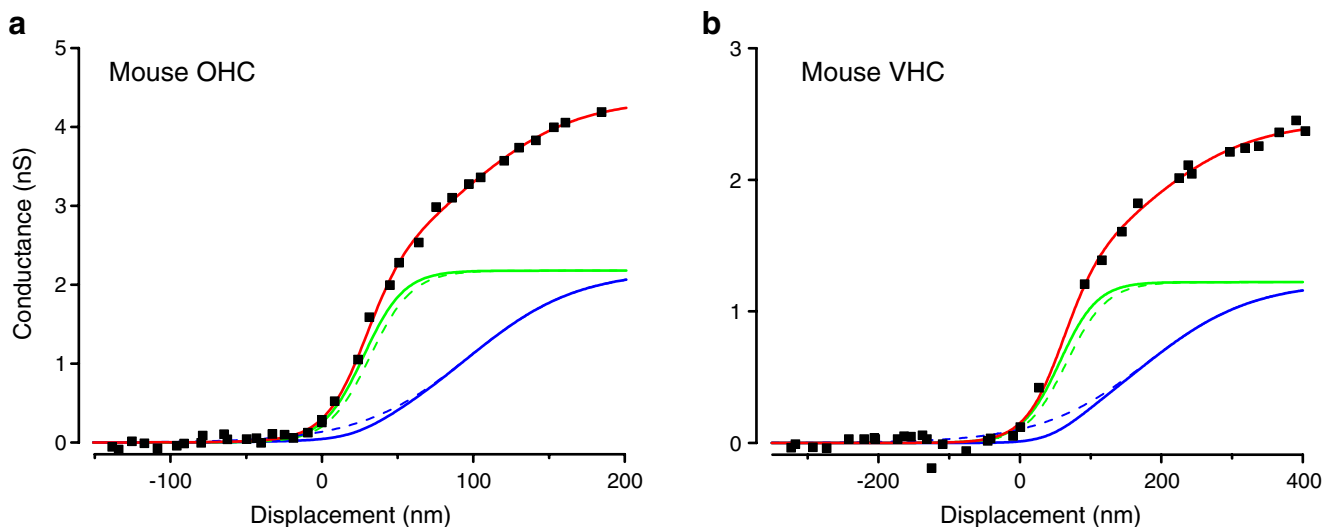 a
Mouse OHC
Conductance (nS)
5
4
3
2
1
0
-100
0
100
200
Displacement (nm)
b
Mouse VHC
3
2
1
0
-200
0
200
400
Displacement (nm)